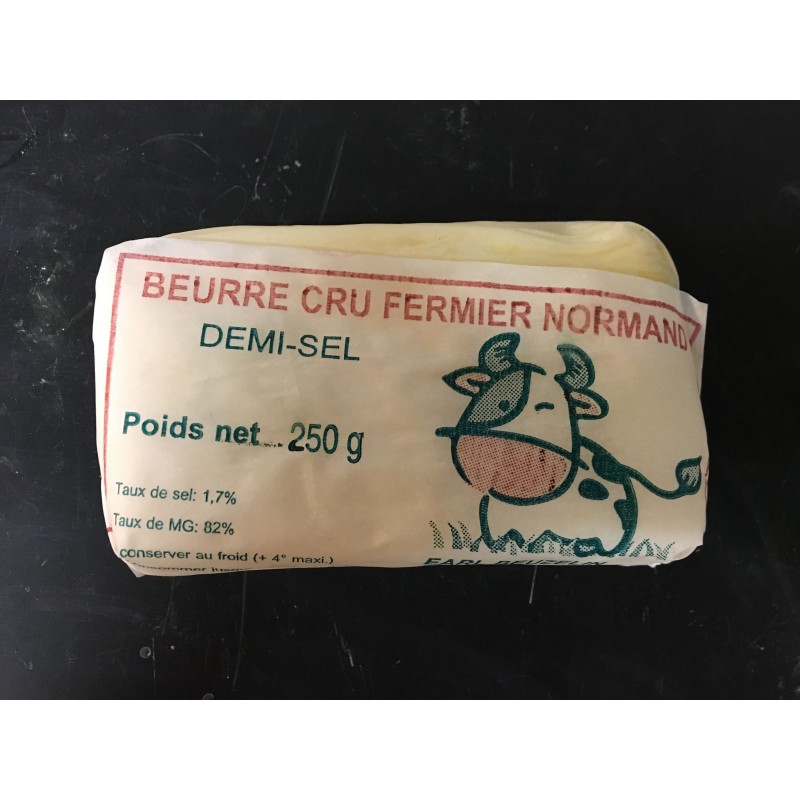 BEURRE CRU FERMIER NORMAND
DEMI-SEL
Poids net... 250 g
Taux de sel: 1,7%
Taux de MG: 82%
conserver au froid (+ 4° maxi.)
EARL